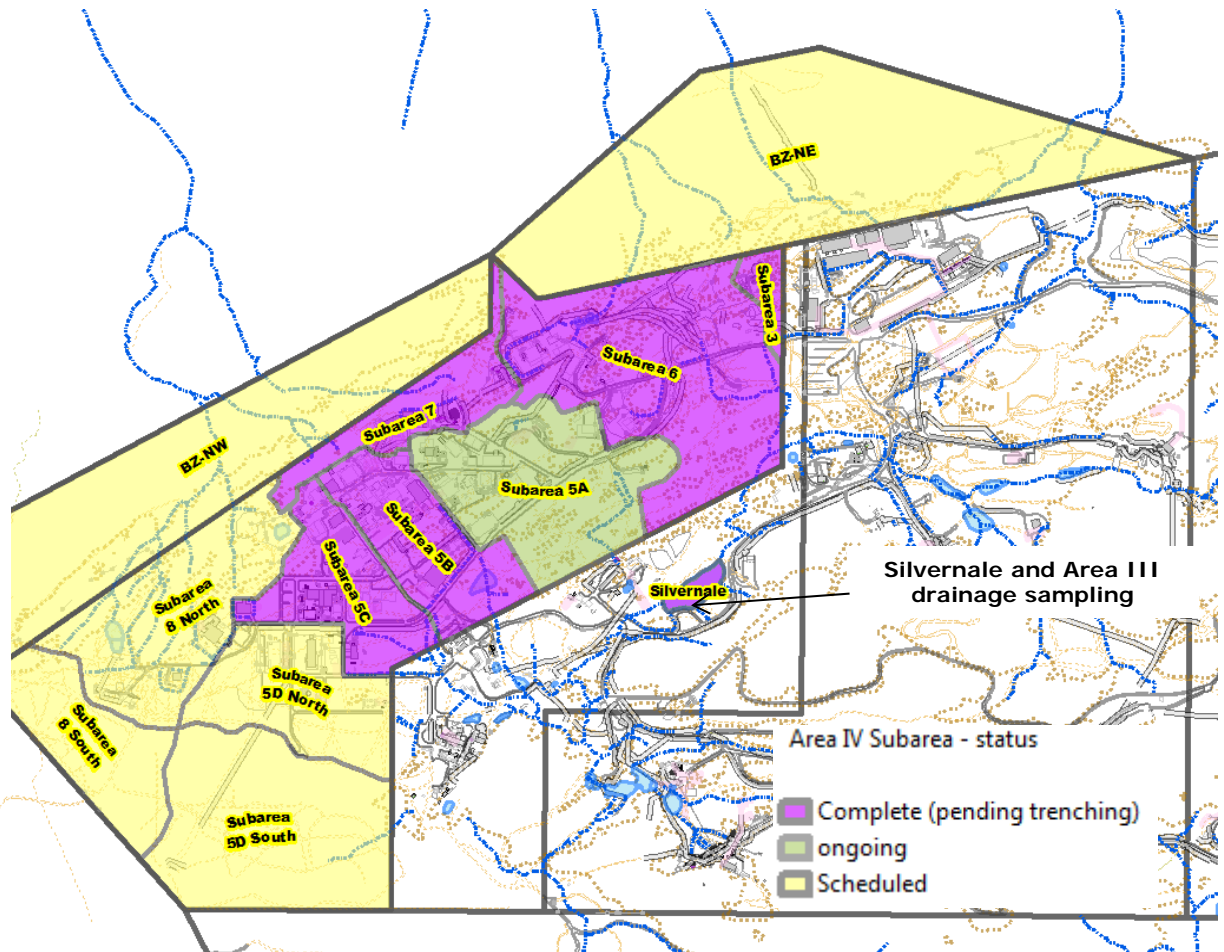 BZ-NE
Subarea 3
Subarea 6
Subarea 7
BZ-NW
Subarea 5A
Subarea 5B
Subarea 5C
Silvernale
Silvernale and Area III
drainage sampling
Subarea
8 North
Subarea
5D North
Subarea
8 South
Subarea
5D South
Area IV Subarea - status
Complete (pending trenching)
ongoing
Scheduled